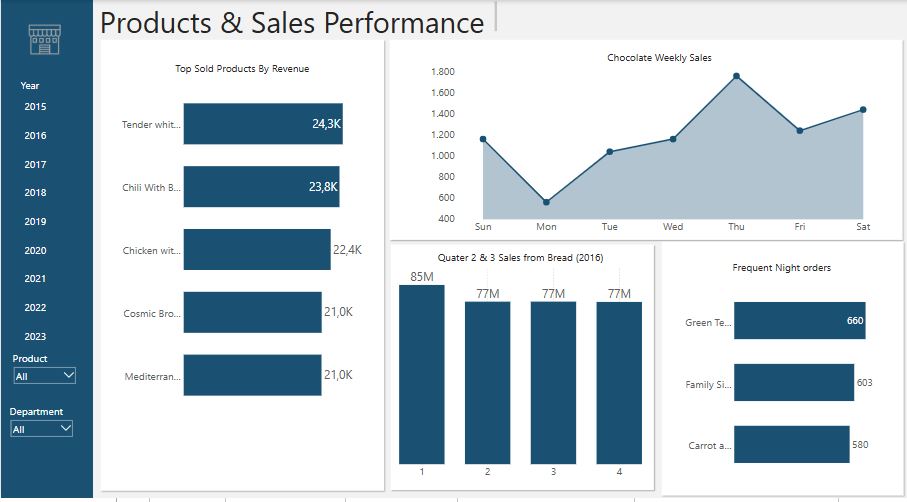 Products & Sales Performance
Year
2015
2016
2017
2018
2019
2020
2021
2022
2023
Product
All
Department
All
Top Sold Products By Revenue
Tender whit... 24,3K
Chili With B... 23,8K
Chicken wit... 22,4K
Cosmic Bro... 21,0K
Mediterran... 21,0K
Chocolate Weekly Sales
1.800
1.600
1.400
1.200
1.000
800
600
400
Sun Mon Tue Wed Thu Fri Sat
Quater 2 & 3 Sales from Bread (2016)
85M 77M 77M 77M
1 2 3 4
Frequent Night orders
Green Te... 660
Family Si... 603
Carrot a... 580